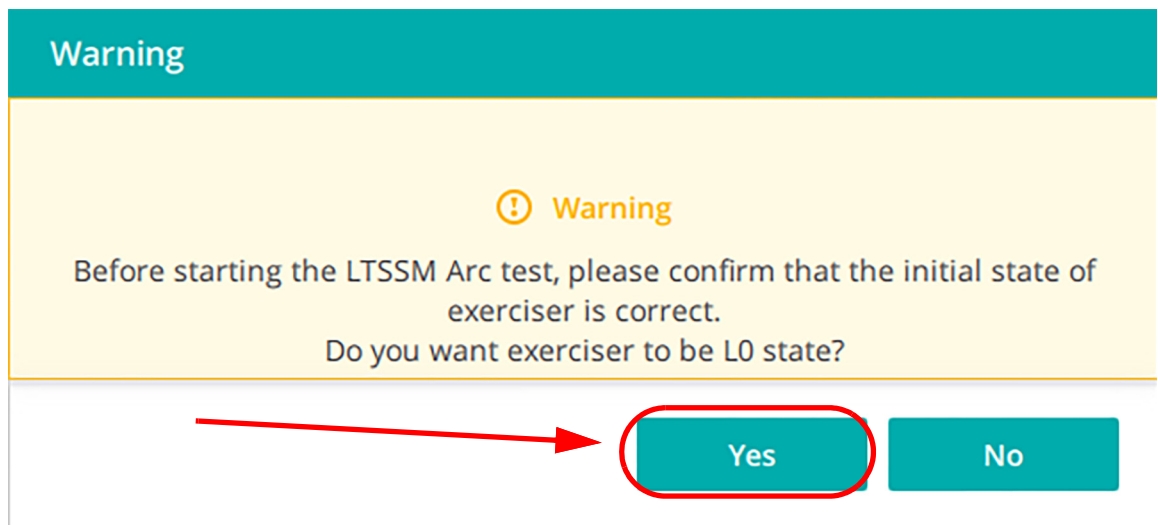 Warning
Warning
Before starting the LTSSM Arc test, please confirm that the initial state of
exerciser is correct.
Do you want exerciser to be L0 state?
Yes
No